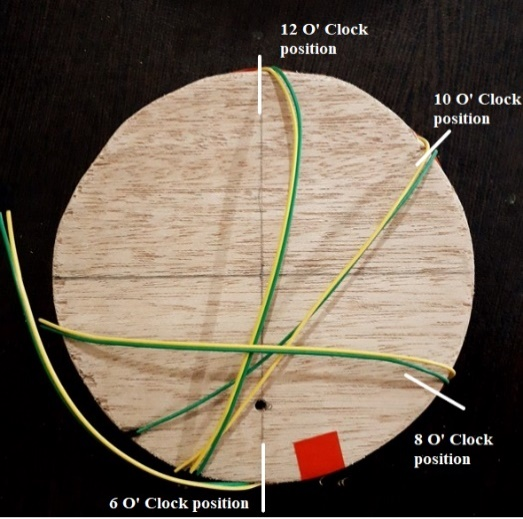 12 O' Clock
position
10 O' Clock
position
8 O' Clock
position
6 O' Clock position